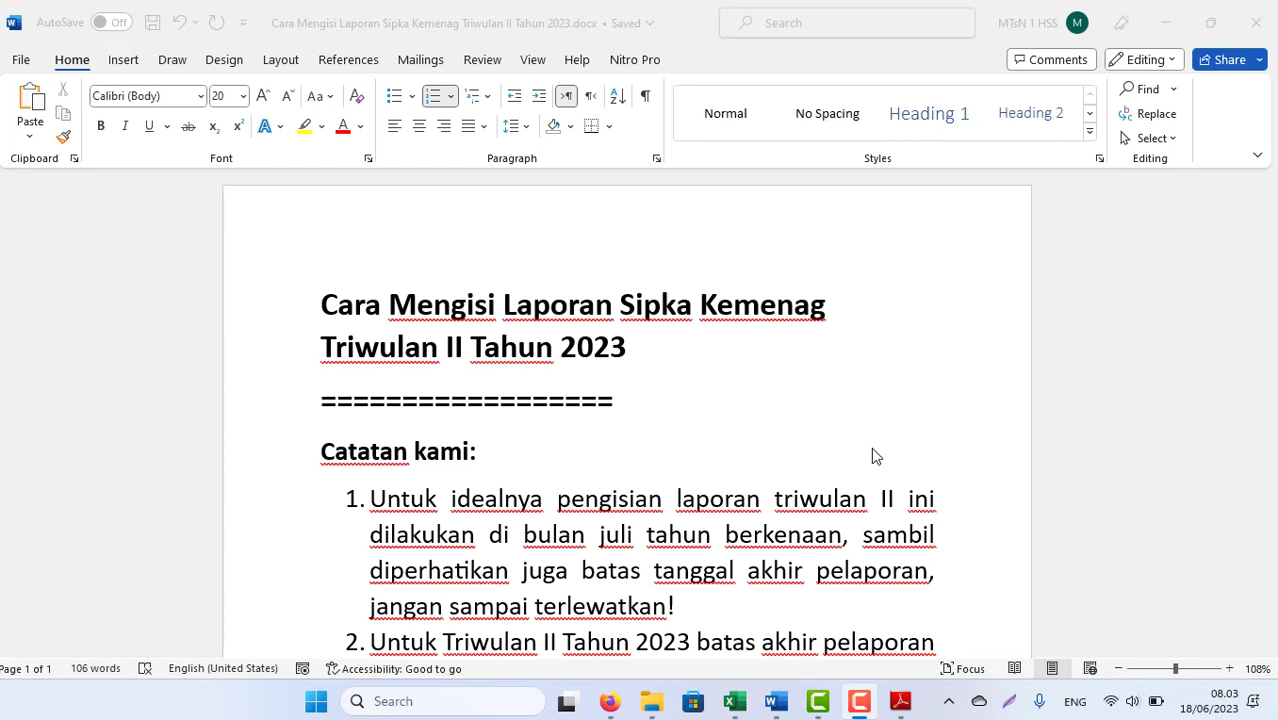 AutoSave Off Cara Mengisi Laporan Sipka Kemenag Triwulan II Tahun 2023.docx • Saved Search MTsN 1 HSS M
File Home Insert Draw Design Layout References Mailings Review View Help Nitro Pro Comments Editing Share
Paste Calibri (Body) 20 Aa Normal No Spacing Heading 1 Heading 2 Find Replace Select
Clipboard Font Paragraph Styles Editing
Cara Mengisi Laporan Sipka Kemenag
Triwulan II Tahun 2023
==================
Catatan kami:
1. Untuk idealnya pengisian laporan triwulan II ini
dilakukan di bulan juli tahun berkenaan, sambil
diperhatikan juga batas tanggal akhir pelaporan,
jangan sampai terlewatkan!
2. Untuk Triwulan II Tahun 2023 batas akhir pelaporan
Page 1 of 1 106 words English (United States) Accessibility: Good to go Focus 108%
Search ENG 08.03
18/06/2023